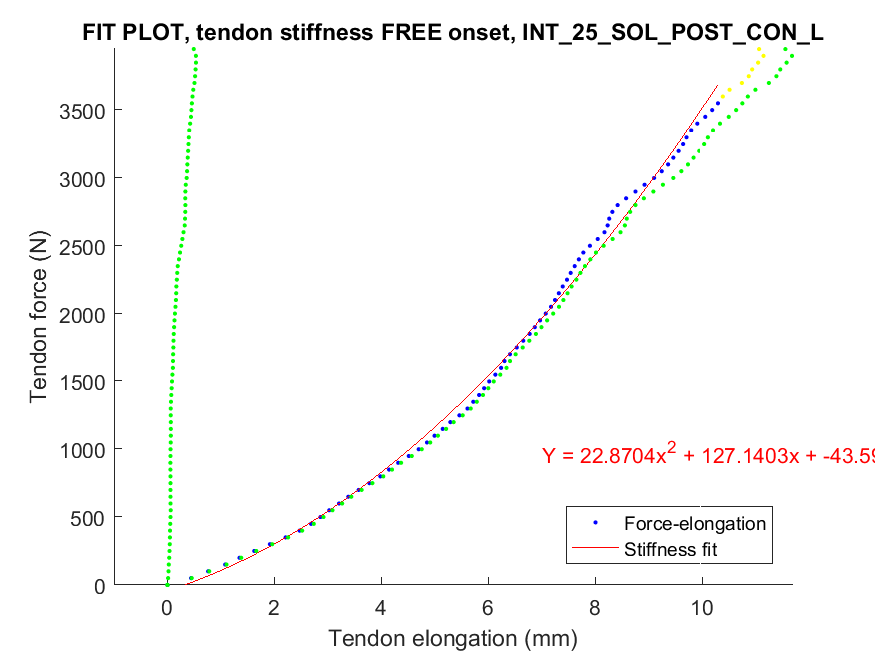 FIT PLOT, tendon stiffness FREE onset, INT_25_SOL_POST_CON_L
3500
3000
2500
2000
1500
1000
500
0
Tendon force (N)
Y = 22.8704x² + 127.1403x + -43.59
Force-elongation
Stiffness fit
0 2 4 6 8 10
Tendon elongation (mm)